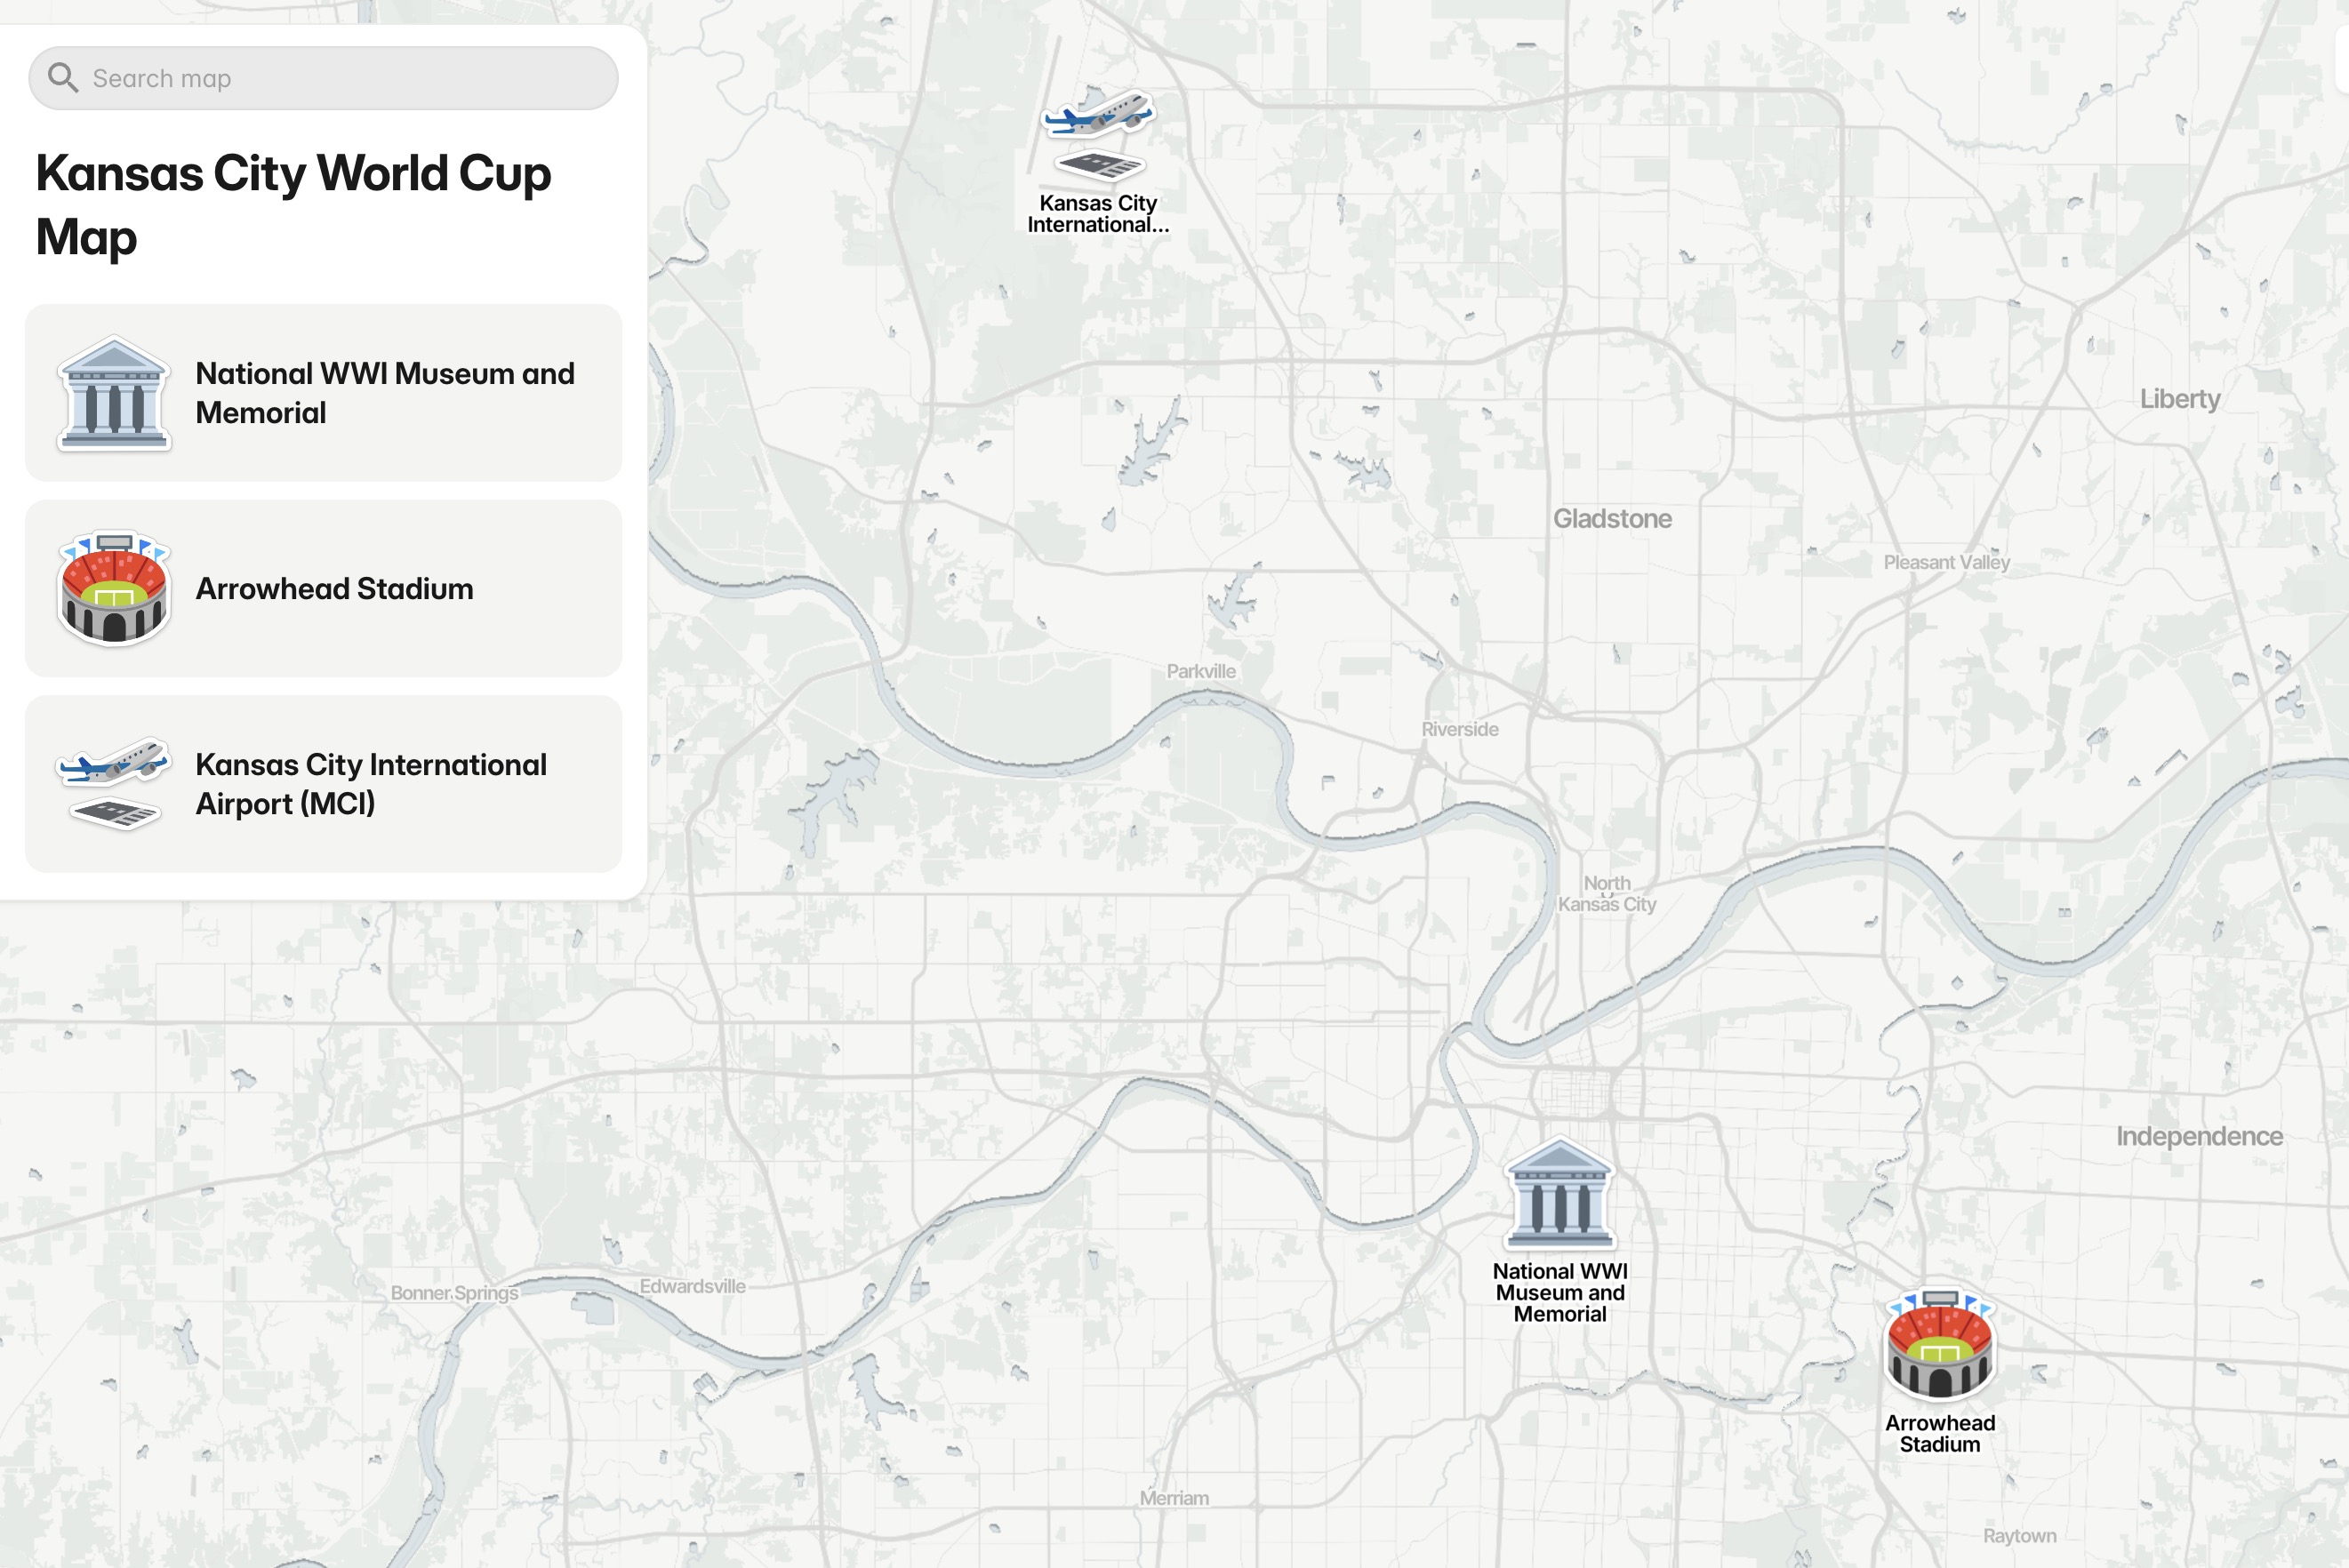 Search map
Kansas City World Cup
Map
National WWI Museum and
Memorial
Arrowhead Stadium
Kansas City International
Airport (MCI)
Kansas City
International...
Liberty
Gladstone
Pleasant Valley
Parkville
Riverside
North
Kansas City
Independence
National WWI
Museum and
Memorial
Bonner Springs
Edwardsville
Arrowhead
Stadium
Merriam
Raytown